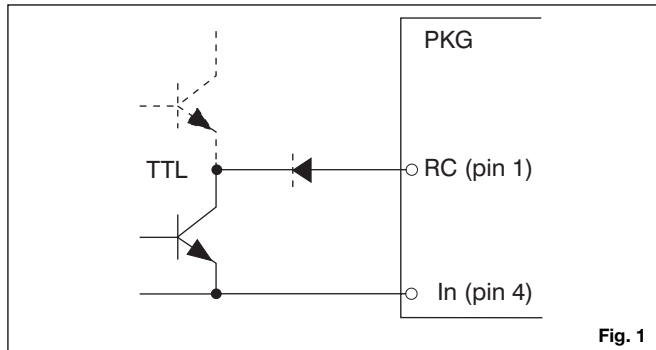 PKG
TTL
RC (pin 1)
In (pin 4)
Fig. 1